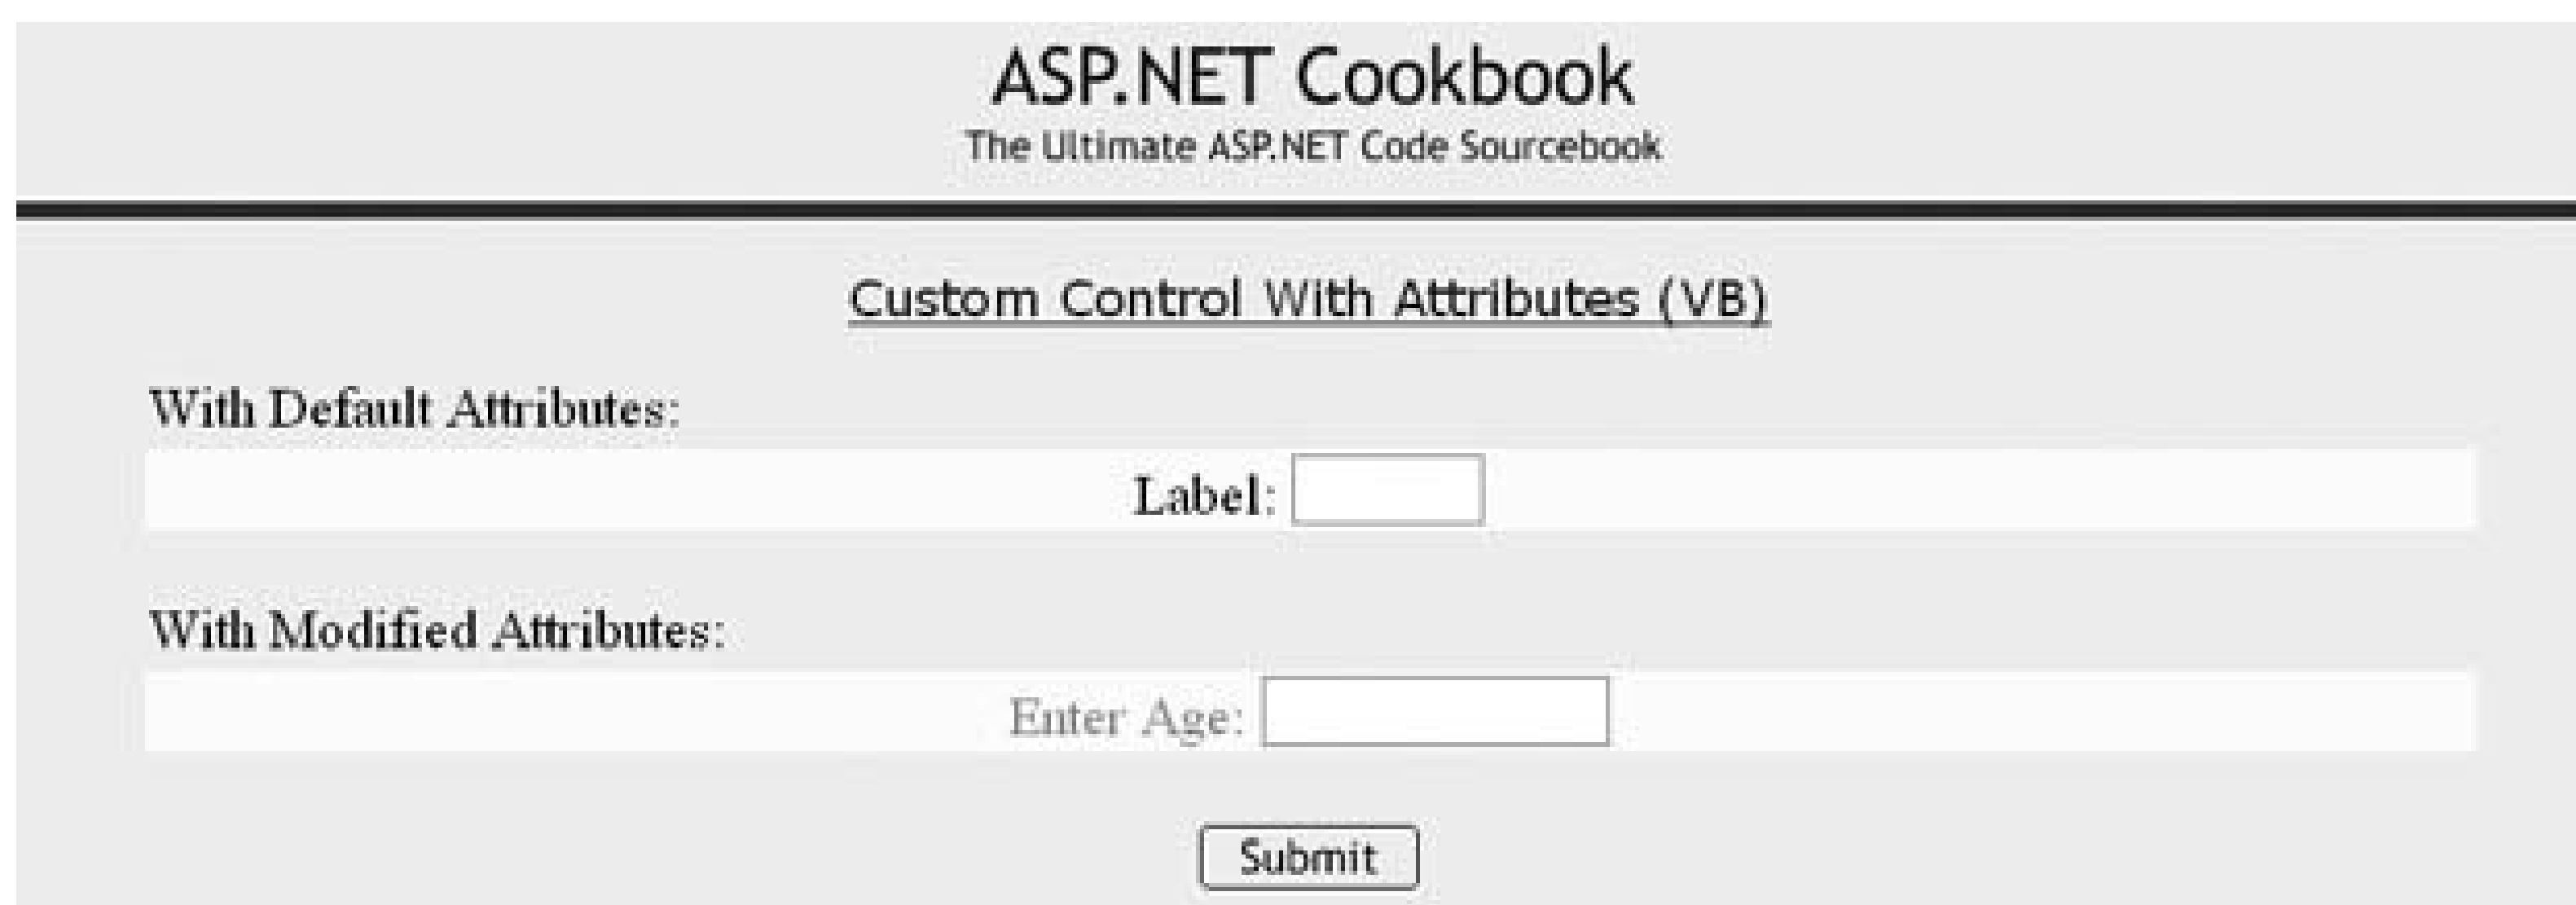 ASP.NET Cookbook
The Ultimate ASP.NET Code Sourcebook
Custom Control With Attributes (VB)
With Default Attributes:
Label:
With Modified Attributes:
Enter Age:
Submit